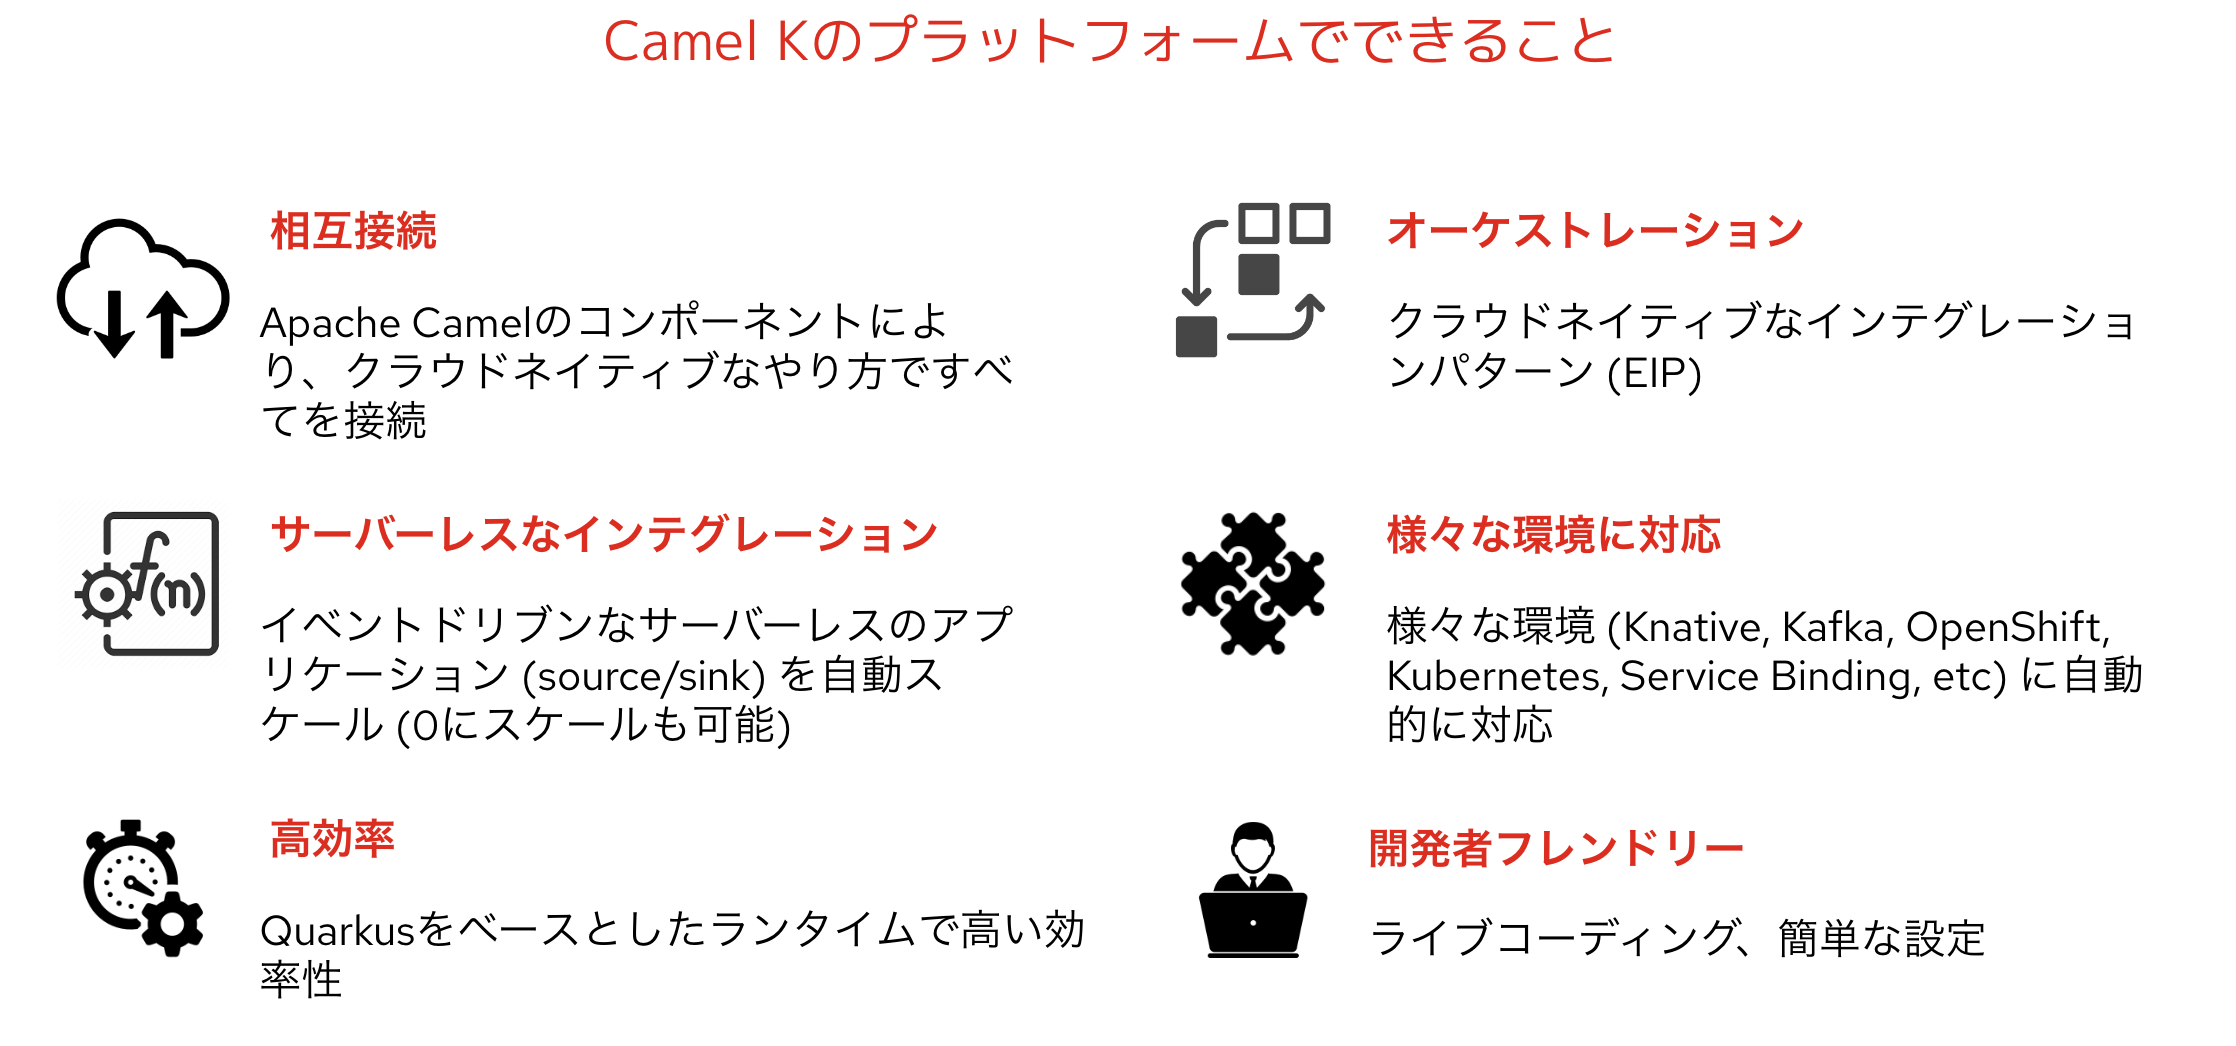 Camel Kのプラットフォームでできること
相互接続
Apache Camelのコンポーネントによ
り、クラウドネイティブなやり方ですべ
てを接続
オーケストレーション
クラウドネイティブなインテグレーショ
ンパターン (EIP)
f(n)
サーバーレスなインテグレーション
イベントドリブンなサーバーレスのアプ
リケーション (source/sink) を自動ス
ケール (0にスケールも可能)
様々な環境に対応
様々な環境 (Knative, Kafka, OpenShift,
Kubernetes, Service Binding, etc) に自動
的に対応
高効率
Quarkusをベースとしたランタイムで高い効
率性
開発者フレンドリー
ライブコーディング、簡単な設定